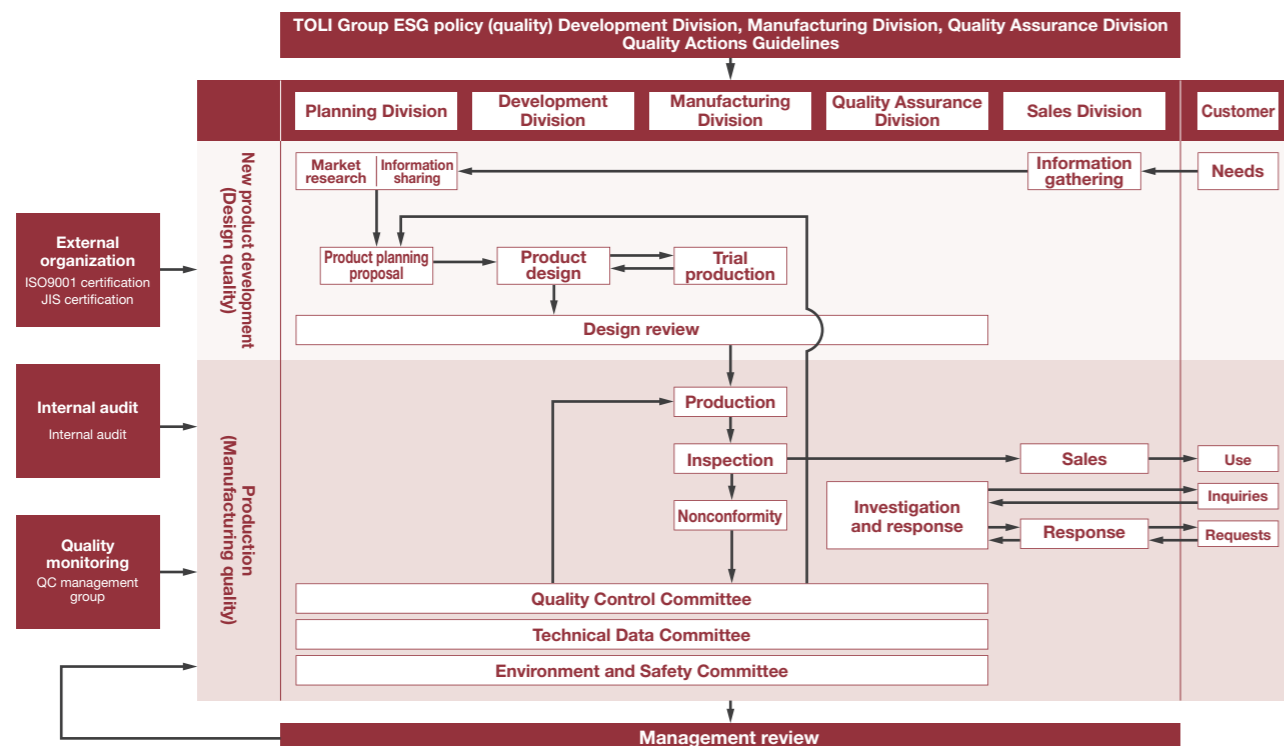 TOLI Group ESG policy (quality) Development Division, Manufacturing Division, Quality Assurance Division
Quality Actions Guidelines
Planning Division
Development
Division
Manufacturing
Division
Quality Assurance
Division
Sales Division
Customer
New product development
(Design quality)
Market
research
Information
sharing
Information
gathering
Needs
External
organization
ISO9001 certification
JIS certification
Product planning
proposal
Product
design
Trial
production
Design review
Internal audit
Internal audit
Production
(Manufacturing quality)
Production
Inspection
Sales
Use
Nonconformity
Investigation
and response
Inquiries
Response
Requests
Quality
monitoring
QC management
group
Quality Control Committee
Technical Data Committee
Environment and Safety Committee
Management review